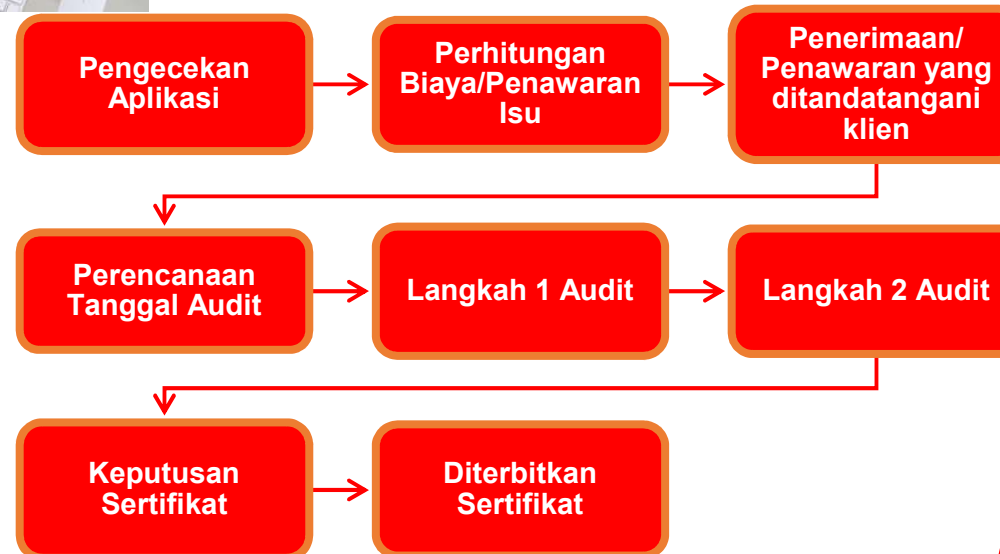 Pengecekan
Aplikasi
Perhitungan
Biaya/Penawaran
Isu
Penerimaan/
Penawaran yang
ditandatangani
klien
Perencanaan
Tanggal Audit
Langkah 1 Audit
Langkah 2 Audit
Keputusan
Sertifikat
Diterbitkan
Sertifikat